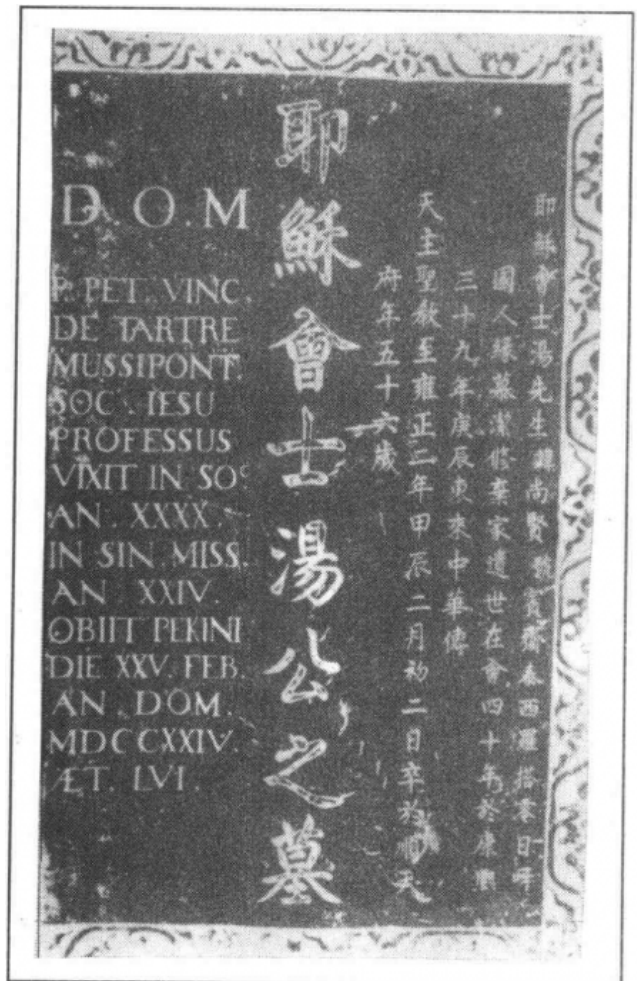 耶穌會士湯先生諱尚賢號賓齋泰西羅搭零日
國人緣慕潔修棄家遺世在會四十年於康熙
三十九年庚辰東來中華傳
天主聖教至雍正二年甲辰二月初二日卒於順天
府年五十六歲
耶穌會士湯公之墓
D.O.M
P. PET. VINC.
DE TARTRE
MUSSIPONT.
SOC. IESU
PROFESSUS
VIXIT IN SOC.
AN. XXXX.
IN SIN. MISS.
AN XXIV.
OBIIT PEKINI
DIE XXV. FEB.
AN. DOM.
MDCCXXIV.
ÆT. LVI.